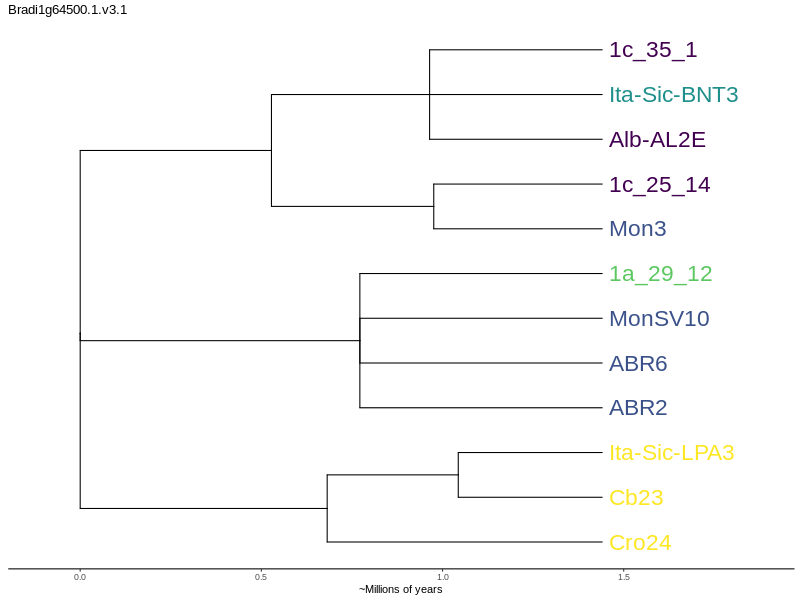 Bradi1g64500.1.v3.1
1c_35_1
Ita-Sic-BNT3
Alb-AL2E
1c_25_14
Mon3
1a_29_12
MonSV10
ABR6
ABR2
Ita-Sic-LPA3
Cb23
Cro24
0.0 0.5 1.0 1.5
~Millions of years